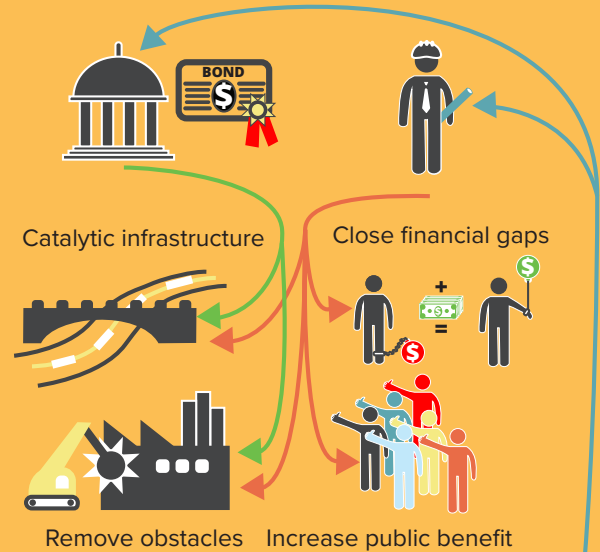 BOND
$
Catalytic infrastructure
Close financial gaps
$
+
$
=
$
Remove obstacles
Increase public benefit